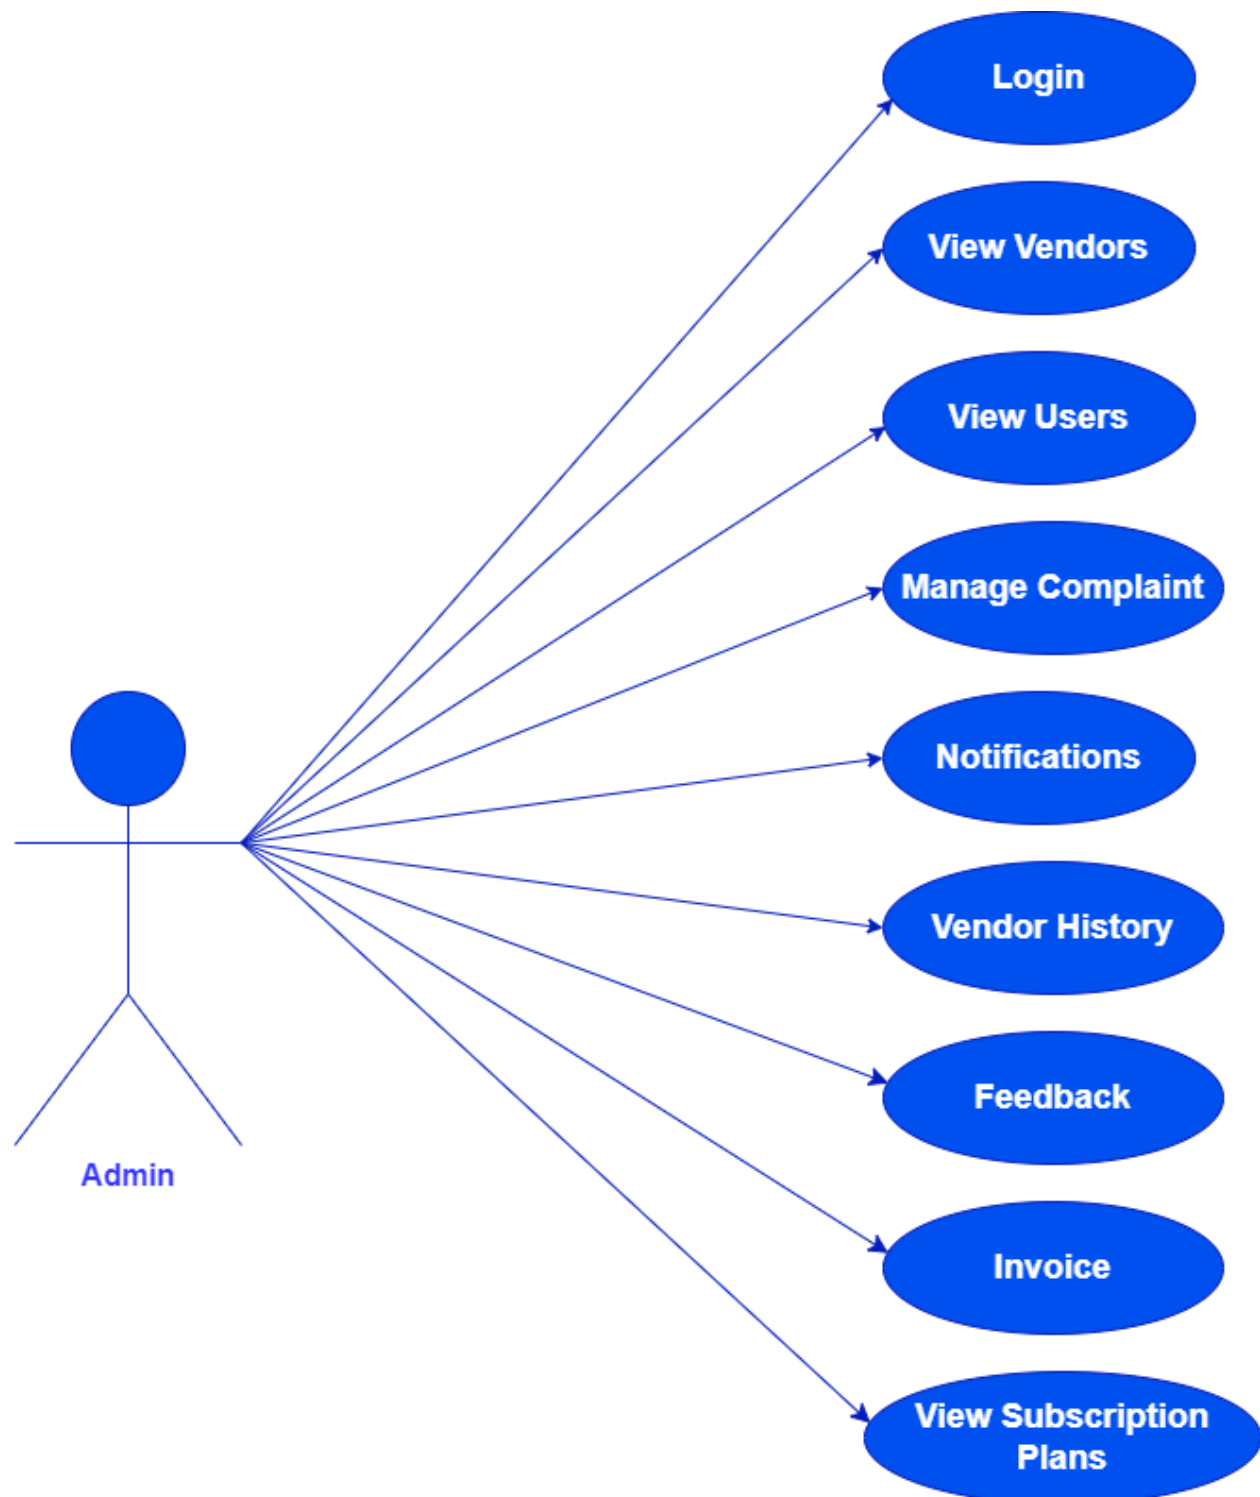 Login
View Vendors
View Users
Manage Complaint
Notifications
Vendor History
Feedback
Invoice
View Subscription
Plans
Admin